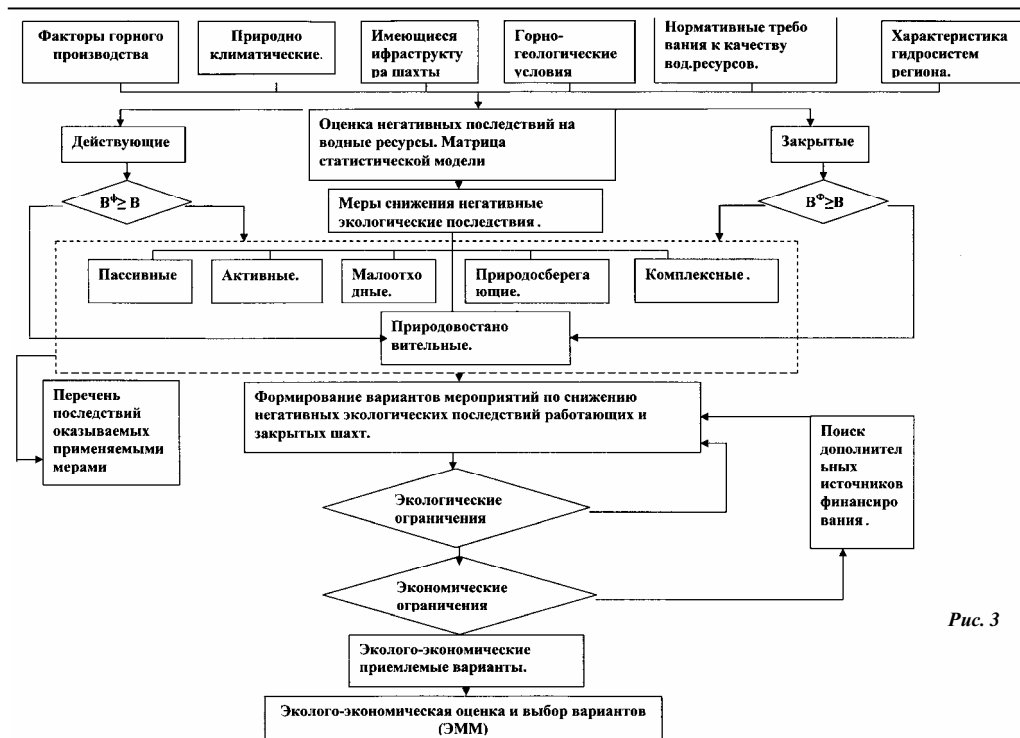 Факторы горного
производства
Природно
климатические.
Имеющиеся
ифраструкту
ра шахты
Горно-
геологические
условия
Нормативные требо
вания к качеству
вод.ресурсов.
Характеристика
гидросистем
региона.
Действующие
Оценка негативных последствий на
водные ресурсы. Матрица
статистической модели
Закрытые
Вф≥ В
Меры снижения негативные
экологические последствия .
ВФ≥В
Пассивные
Активные.
Малоотхо
дные.
Природосберега
ющие.
Комплексные .
Природовостано
вительные.
Перечень
последствий
оказываемых
применяемыми
мерами
Формирование вариантов мероприятий по снижению
негативных экологических последствий работающих и
закрытых шахт.
Поиск
дополнител
ьных
источников
финансиро
вания .
Экологические
ограничения
Экономические
ограничения
Рис. 3
Эколого-экономические
приемлемые варианты.
Эколого-экономическая оценка и выбор вариантов
(ЭММ)